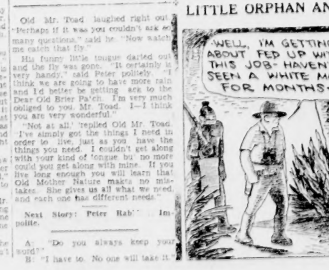 Old Mr. Toad laughed right out.
"Perhaps if it was you couldn't ask so
many questions," said he. "Now watch
me catch that fly."
His funny little tongue darted out
and the fly was gone. "It certainly is
very handy," said Peter politely. "I
think we are going to have more rain
and I'd better be getting back to the
Dear Old Brier Patch. I'm very much
obliged to you, Mr. Toad. I—I think
you are very wonderful."
"Not at all," replied Old Mr. Toad.
"I've simply got the things I need in
order to live, just as you have the
things you need. I couldn't get along
with your kind of tongue, but no more
could you get along with mine. If you
live long enough you will learn that
Old Mother Nature makes no mis-
takes. She gives us all what we need,
and each one has different needs."
Next Story: Peter Rab Im-
polite.
A: "Do you always keep your
word?"
B: "I have to. No one will take it."
LITTLE ORPHAN AN
WELL, I'M GETTING
ABOUT FED UP WI
THIS JOB- HAVEN'
SEEN A WHITE MA
FOR MONTHS-